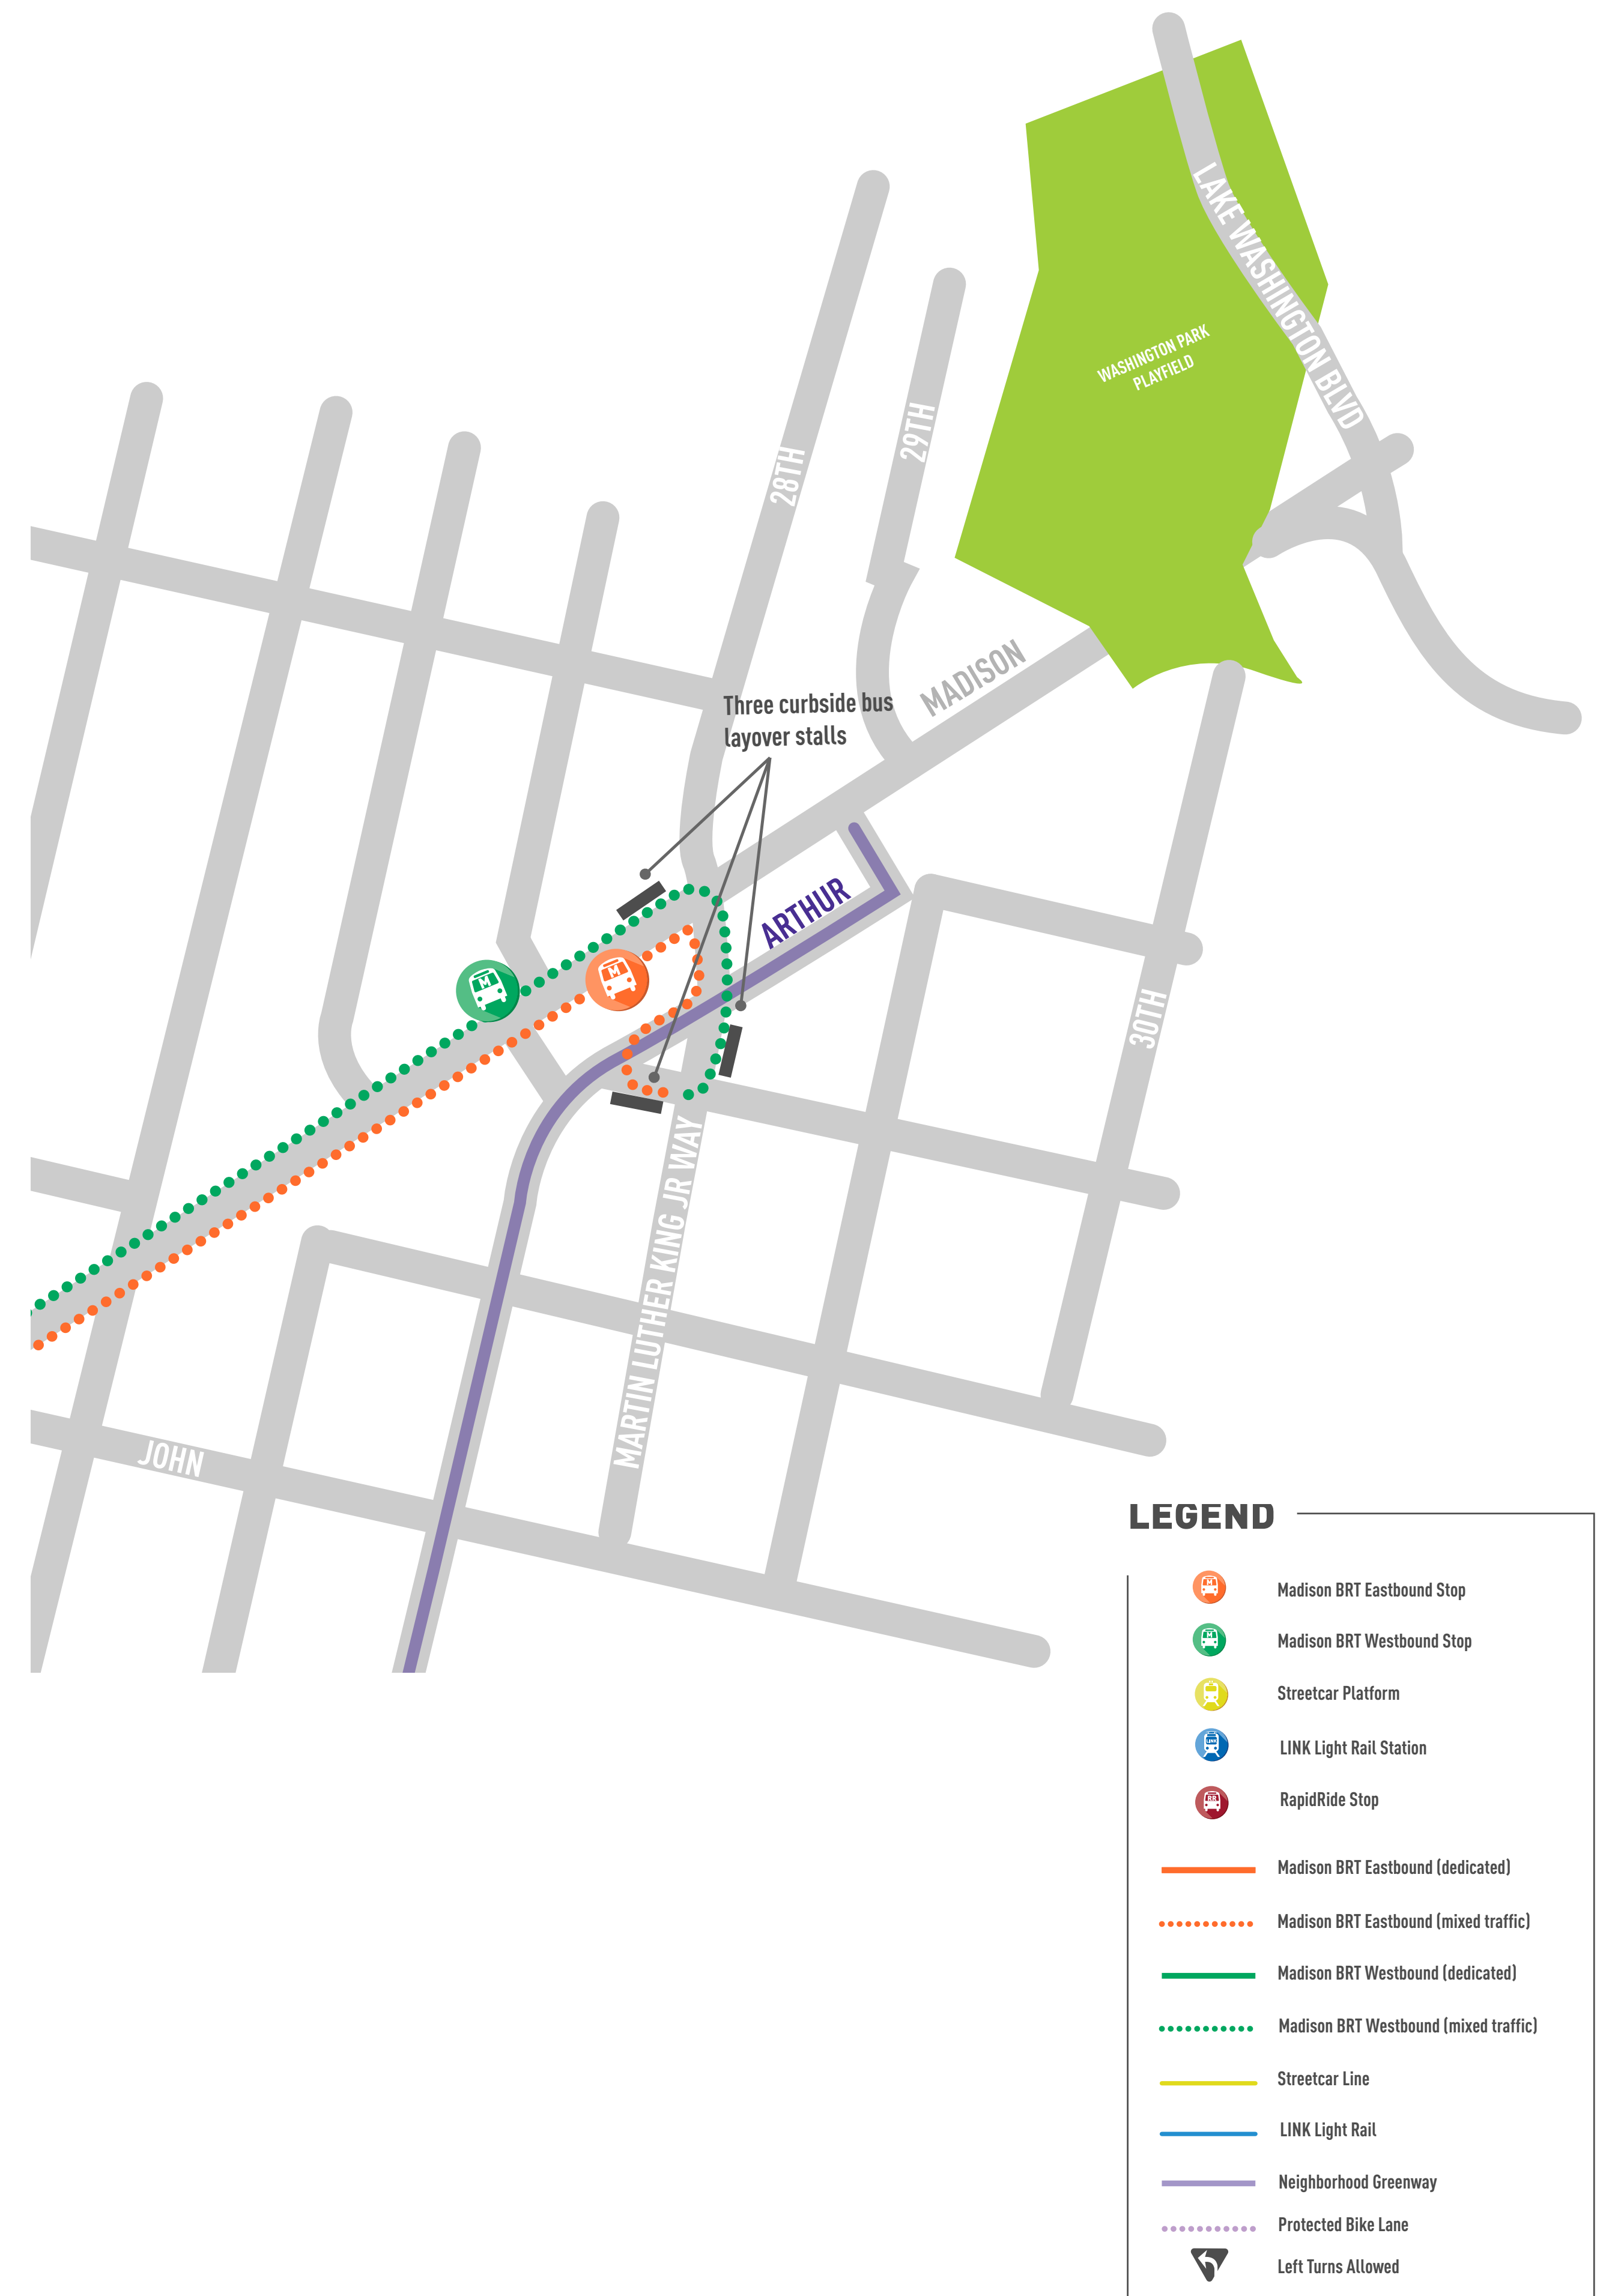 LAKE WASHINGTON BLVD
WASHINGTON PARK
PLAYFIELD
29TH
28TH
MADISON
Three curbside bus
layover stalls
ARTHUR
30TH
MARTIN LUTHER KING JR WAY
JOHN
M
M
LEGEND
M
Madison BRT Eastbound Stop
M
Madison BRT Westbound Stop
Streetcar Platform
LINK
LINK Light Rail Station
RR
RapidRide Stop
Madison BRT Eastbound (dedicated)
Madison BRT Eastbound (mixed traffic)
Madison BRT Westbound (dedicated)
Madison BRT Westbound (mixed traffic)
Streetcar Line
LINK Light Rail
Neighborhood Greenway
Protected Bike Lane
Left Turns Allowed